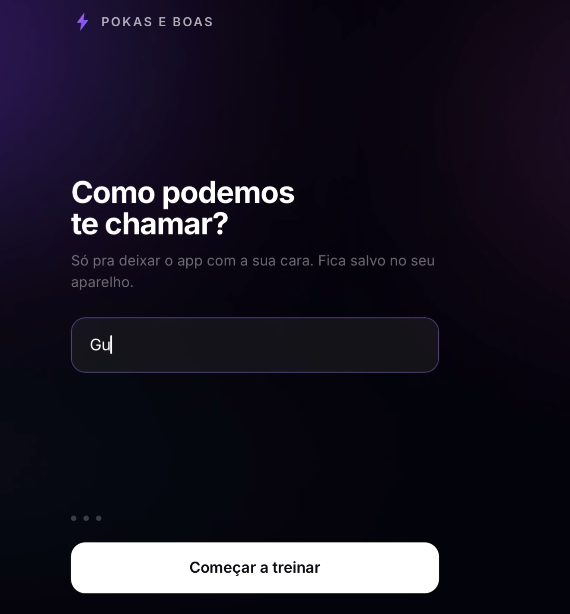 POKAS E BOAS
Como podemos
te chamar?
Só pra deixar o app com a sua cara. Fica salvo no seu
aparelho.
Gu
Começar a treinar